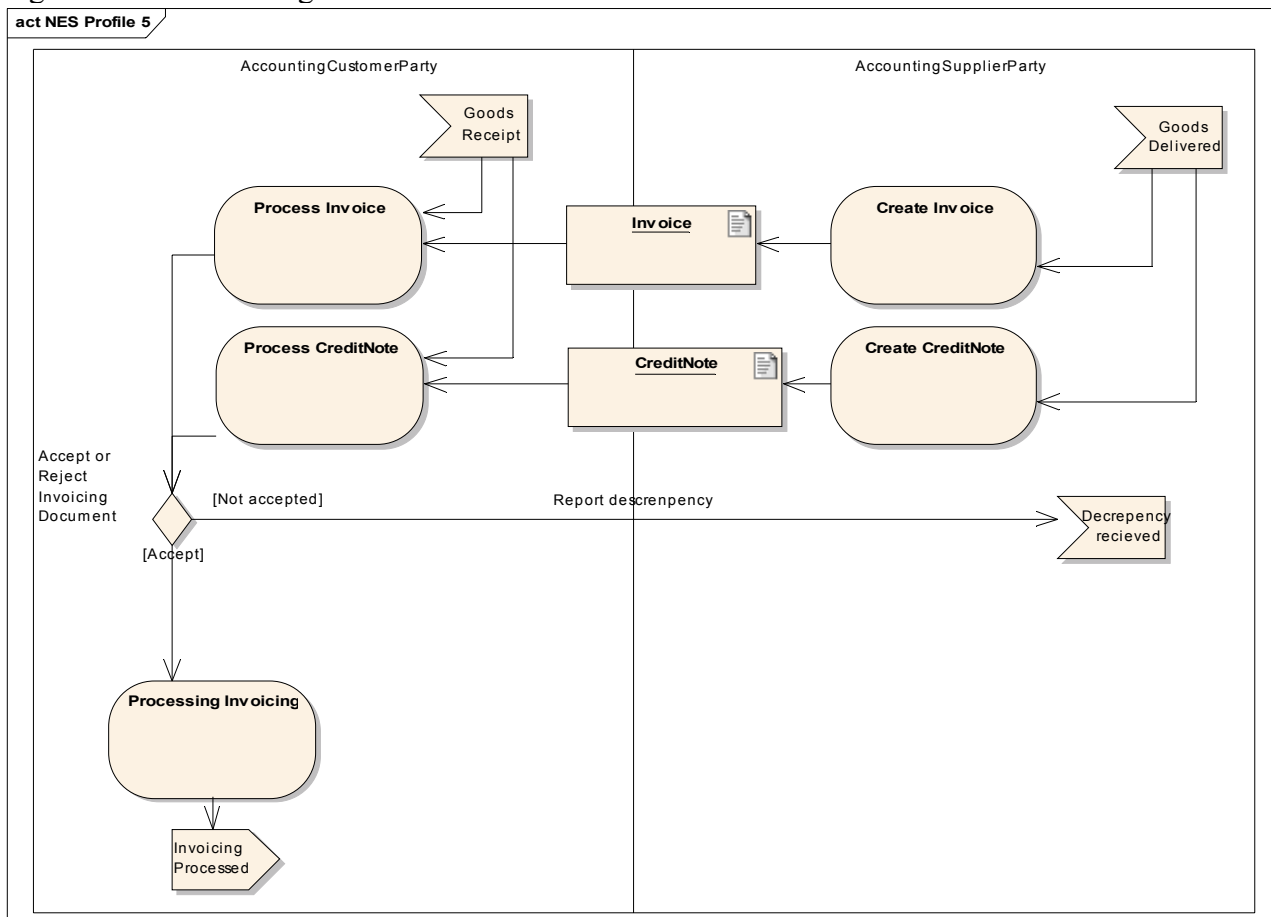 act NES Profile 5
AccountingCustomerParty
AccountingSupplierParty
Goods
Receipt
Goods
Delivered
Process Invoice
Invoice
Create Invoice
Process CreditNote
CreditNote
Create CreditNote
Accept or
Reject
Invoicing
Document
[Not accepted]
Report descrenpency
Decrepency
recieved
[Accept]
Processing Invoicing
Invoicing
Processed